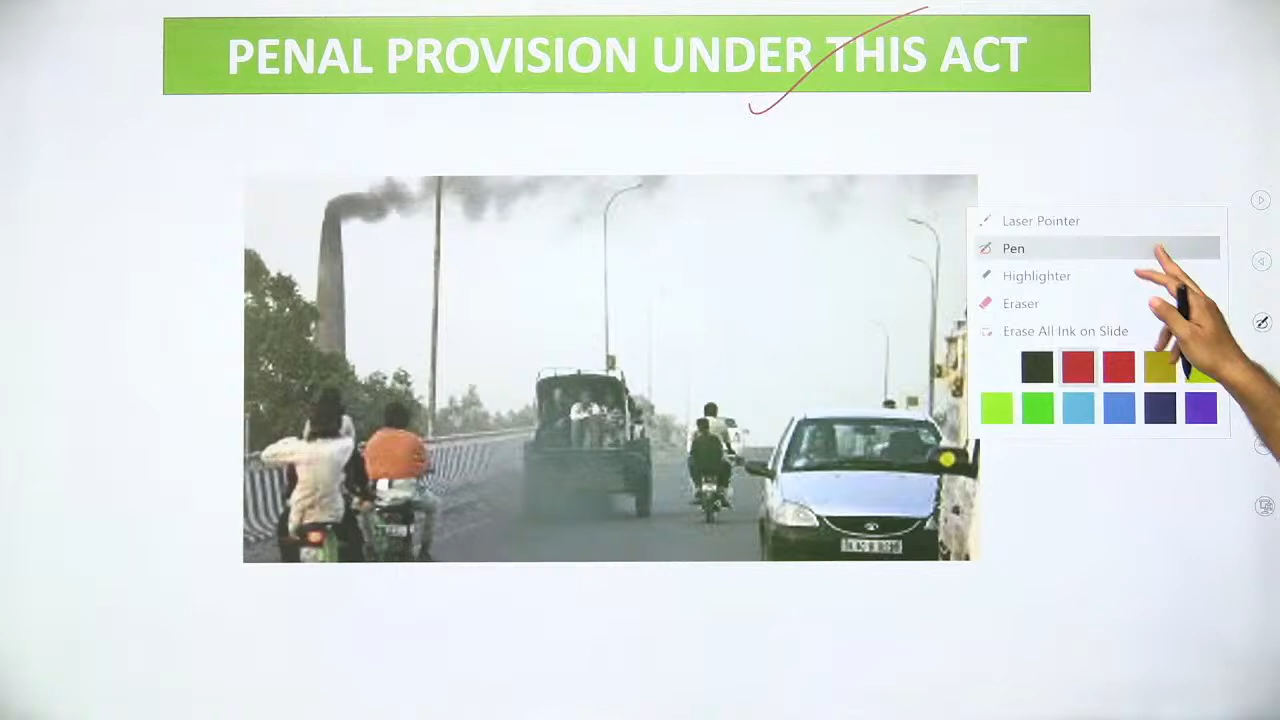 PENAL PROVISION UNDER THIS ACT
Laser Pointer
Pen
Highlighter
Eraser
Erase All Ink on Slide